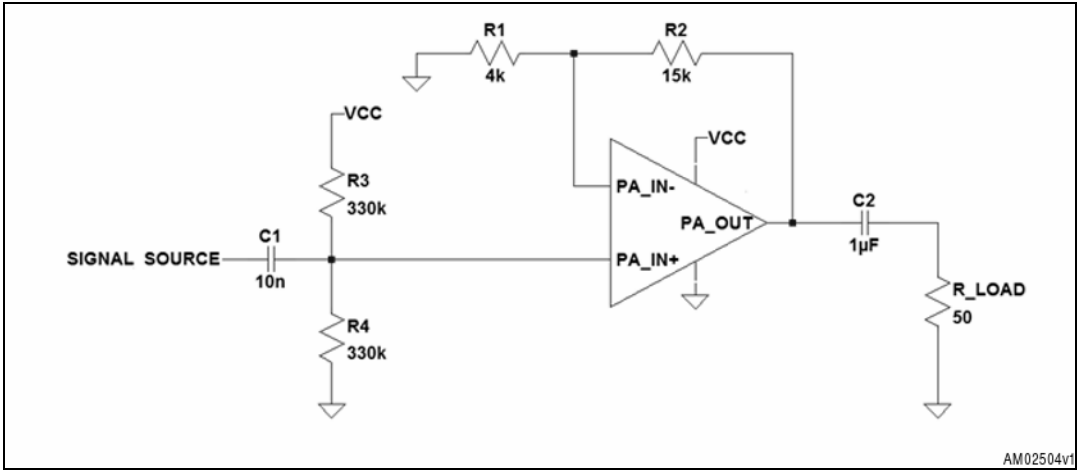 R1
4k
R2
15k
VCC
R3
330k
VCC
PA_IN-
PA_OUT
C2
1µF
SIGNAL SOURCE
C1
10n
PA_IN+
R_LOAD
50
R4
330k
AM02504v1